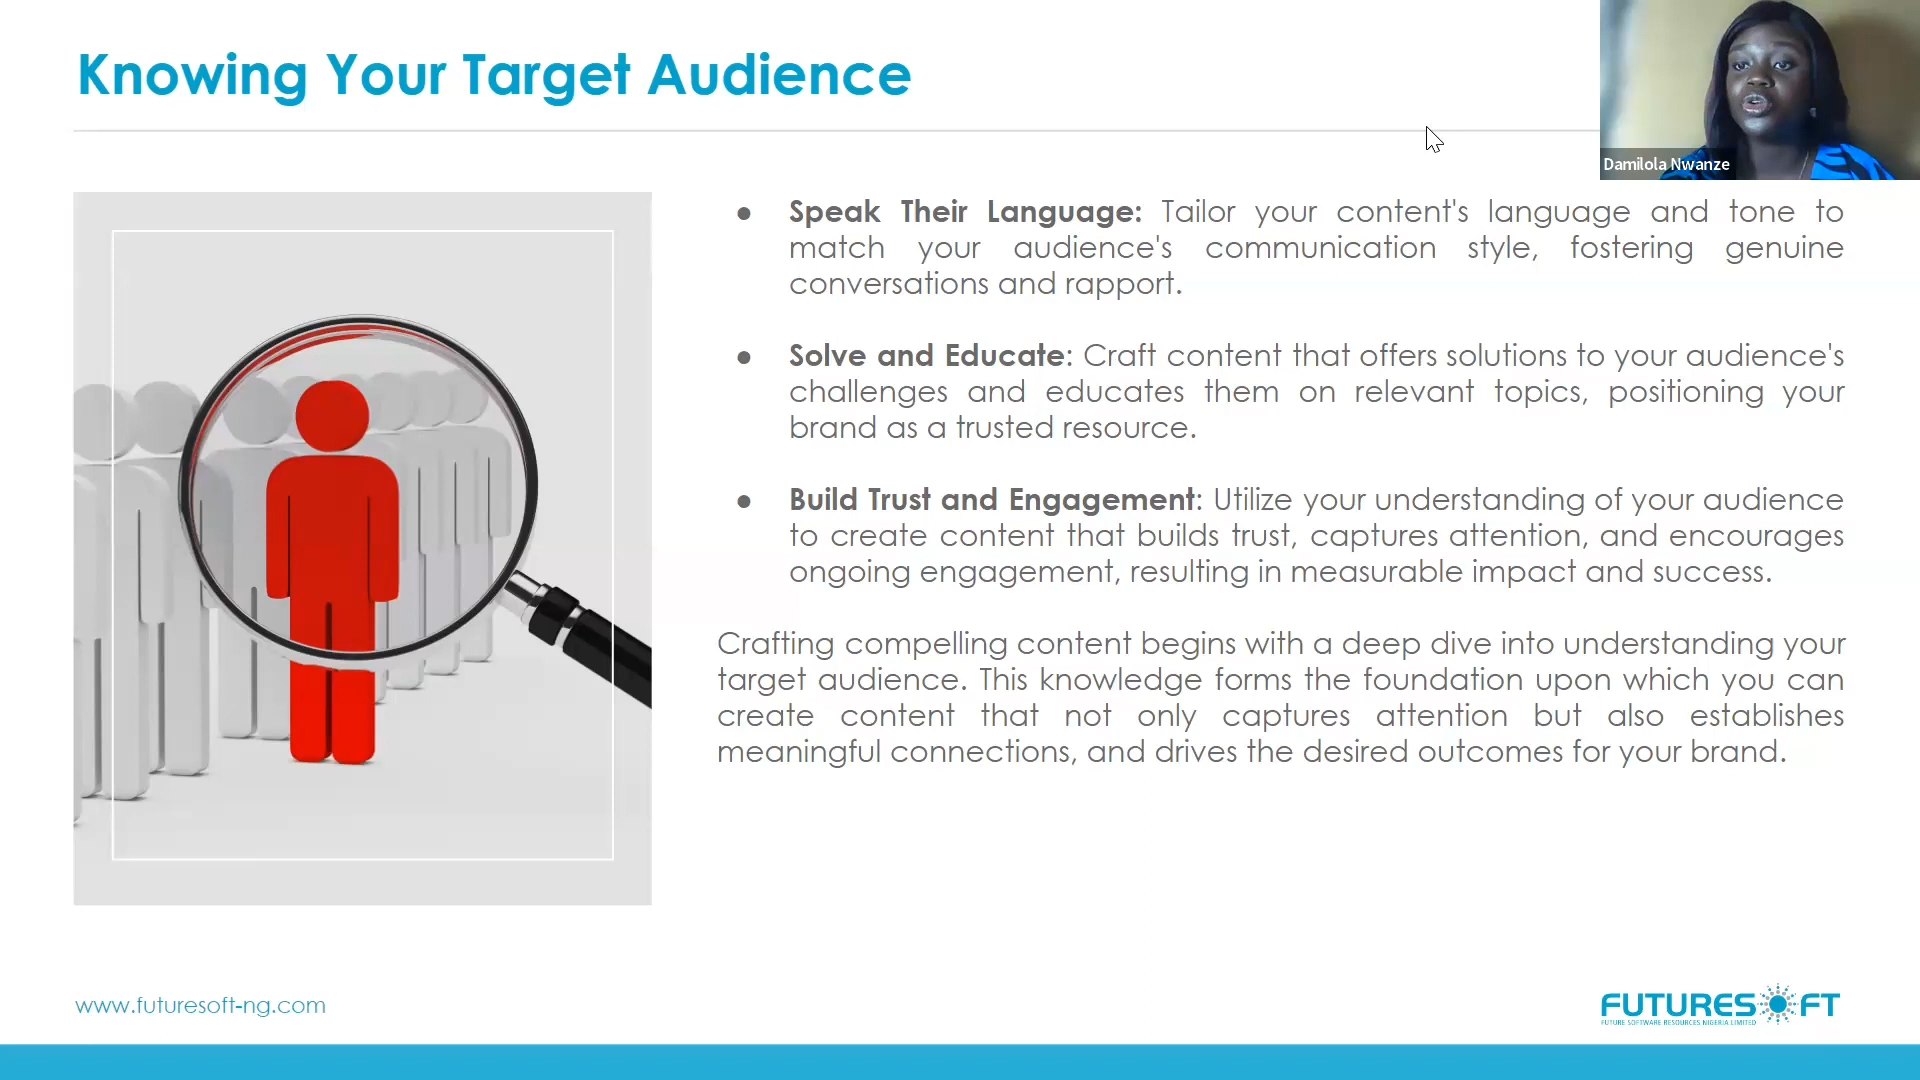 Knowing Your Target Audience
Damilola Nwanze
● Speak Their Language: Tailor your content's language and tone to
match your audience's communication style, fostering genuine
conversations and rapport.
● Solve and Educate: Craft content that offers solutions to your audience's
challenges and educates them on relevant topics, positioning your
brand as a trusted resource.
● Build Trust and Engagement: Utilize your understanding of your audience
to create content that builds trust, captures attention, and encourages
ongoing engagement, resulting in measurable impact and success.
Crafting compelling content begins with a deep dive into understanding your
target audience. This knowledge forms the foundation upon which you can
create content that not only captures attention but also establishes
meaningful connections, and drives the desired outcomes for your brand.
www.futuresoft-ng.com
FUTURESOFT
FUTURE SOFTWARE RESOURCES NIGERIA LIMITED